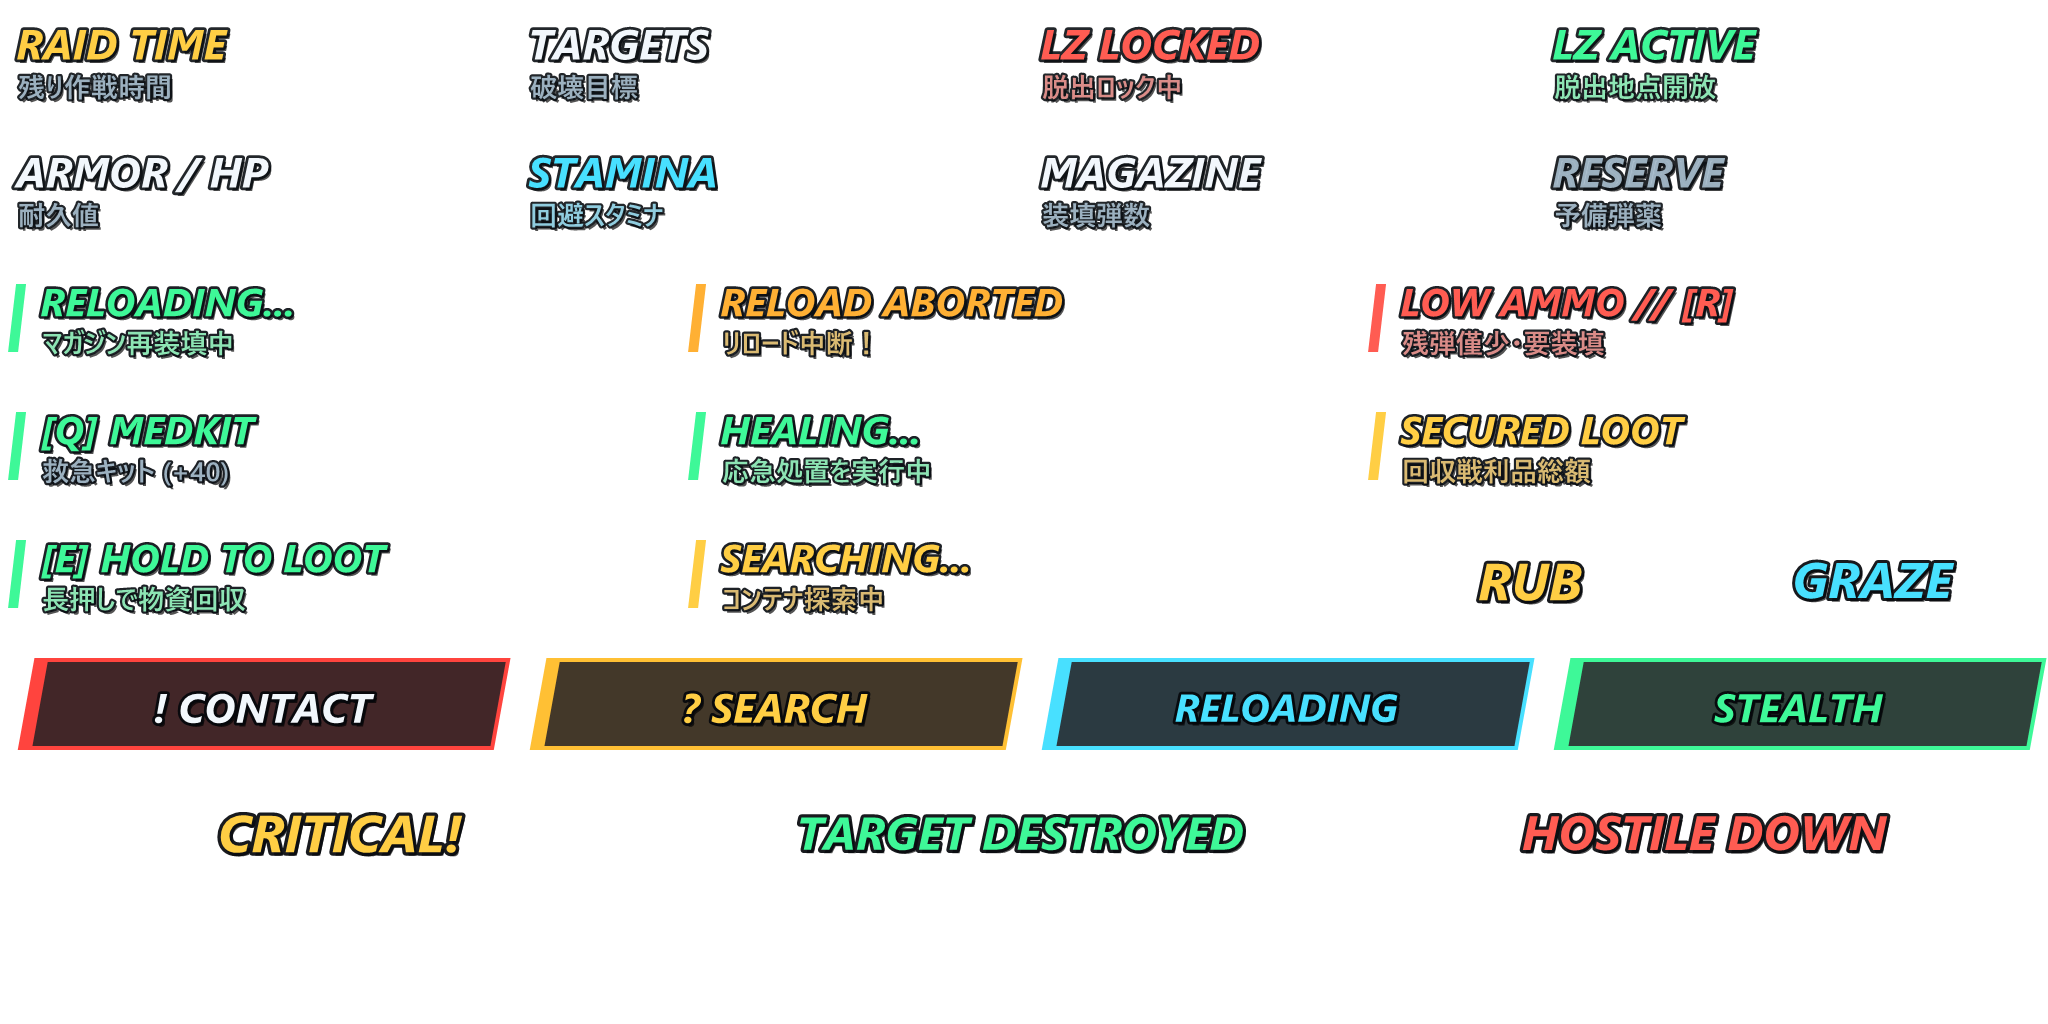 RAID TIME
残り作戦時間
TARGETS
破壊目標
LZ LOCKED
脱出ロック中
LZ ACTIVE
脱出地点開放
ARMOR / HP
耐久値
STAMINA
回避スタミナ
MAGAZINE
装填弾数
RESERVE
予備弾薬
RELOADING...
マガジン再装填中
RELOAD ABORTED
リロード中断！
LOW AMMO // [R]
残弾僅少・要装填
[Q] MEDKIT
救急キット (+40)
HEALING...
応急処置を実行中
SECURED LOOT
回収戦利品総額
[E] HOLD TO LOOT
長押しで物資回収
SEARCHING...
コンテナ探索中
RUB
GRAZE
! CONTACT
? SEARCH
RELOADING
STEALTH
CRITICAL!
TARGET DESTROYED
HOSTILE DOWN